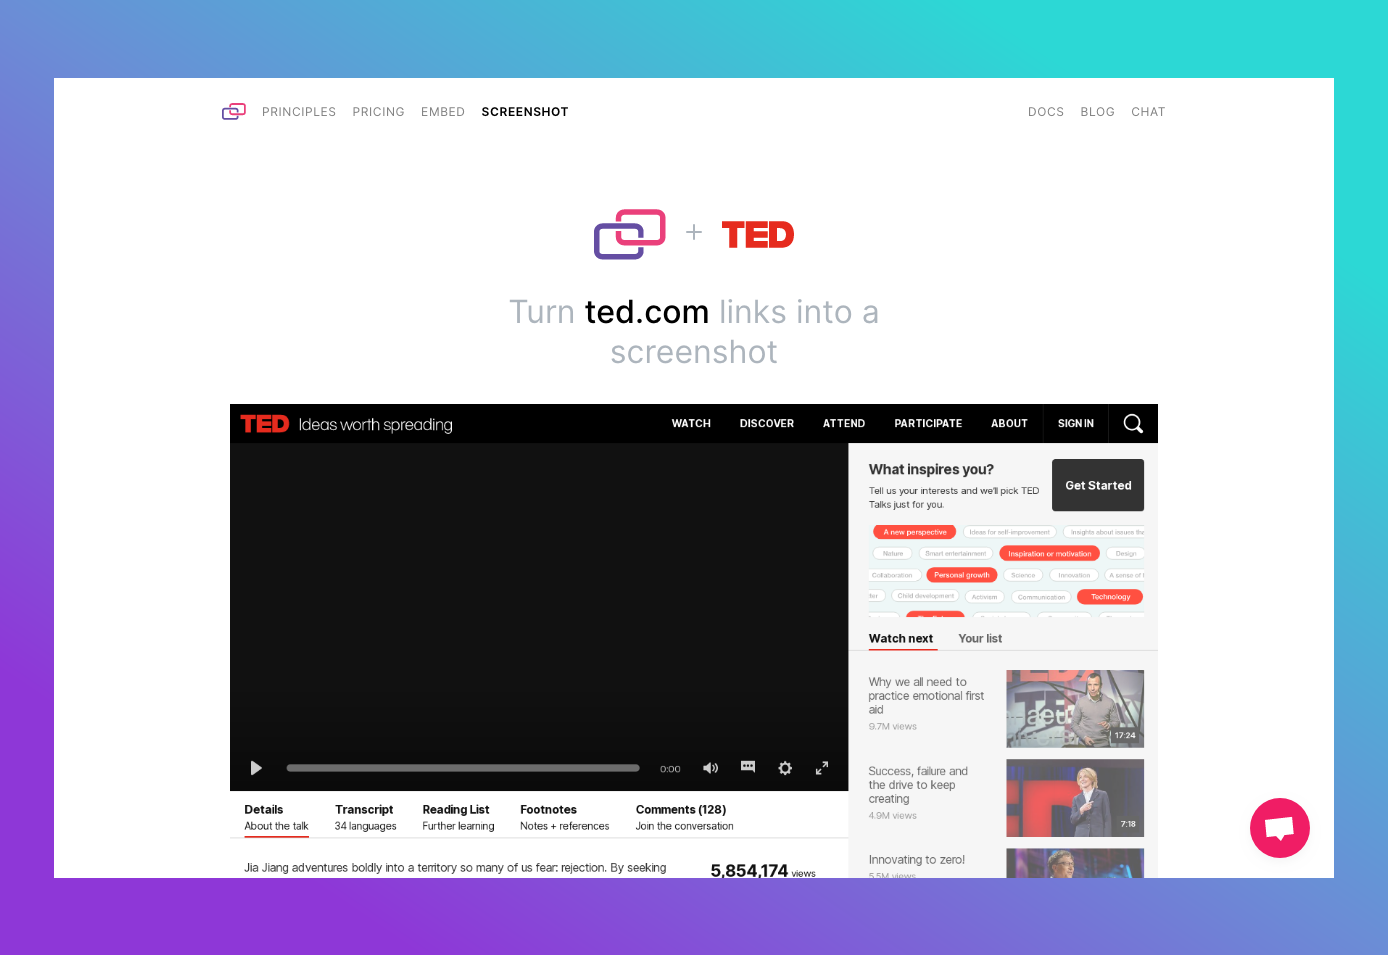 PRINCIPLES PRICING EMBED SCREENSHOT DOCS BLOG CHAT
+ TED
Turn ted.com links into a
screenshot
TED Ideas worth spreading WATCH DISCOVER ATTEND PARTICIPATE ABOUT SIGN IN
What inspires you?
Tell us your interests and we'll pick TED
Talks just for you.
Get Started
A new perspective Ideas for self-improvement Insights about issues tha
Nature Smart entertainment Inspiration or motivation Design
Collaboration Personal growth Science Innovation A sense of
Child development Activism Communication Technology
Watch next Your list
Why we all need to
practice emotional first
aid
9.7M views
17:24
Success, failure and
the drive to keep
creating
4.9M views
TED
7:18
Innovating to zero!
5.5M views
0:00
Details Transcript Reading List Footnotes Comments (128)
About the talk 34 languages Further learning Notes + references Join the conversation
Jia Jiang adventures boldly into a territory so many of us fear: rejection. By seeking
5,854,174 views